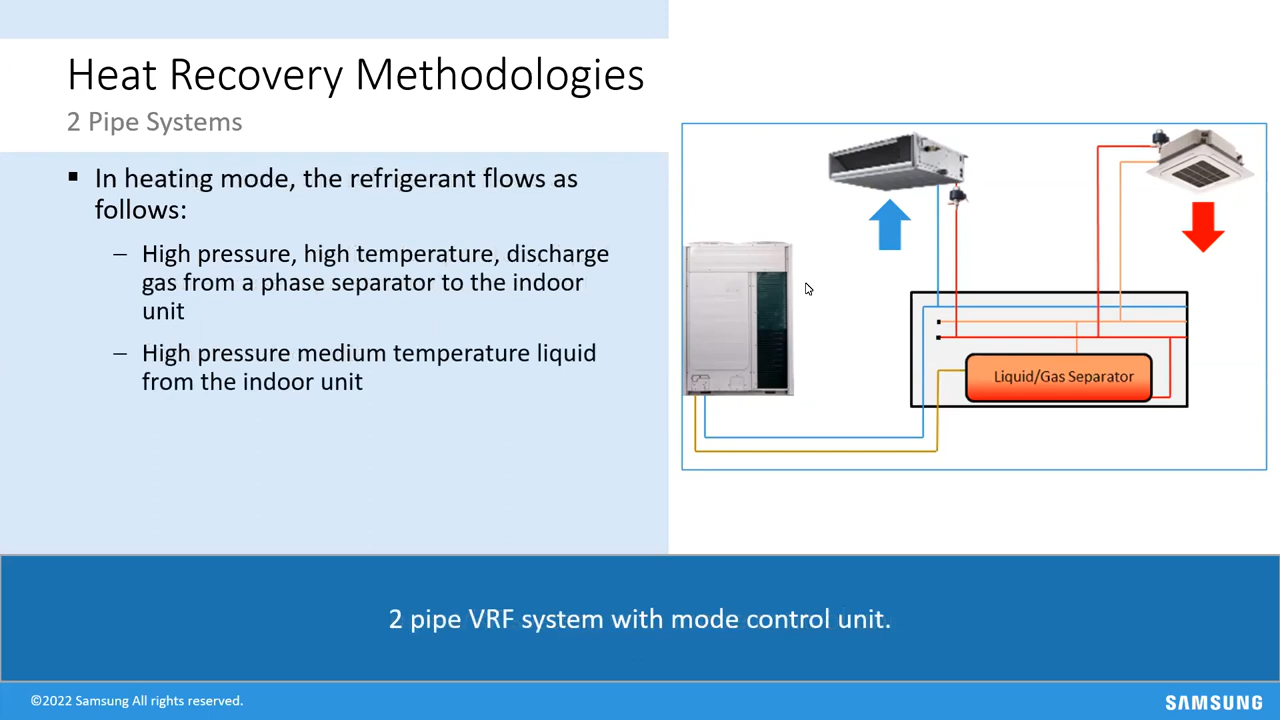 Heat Recovery Methodologies
2 Pipe Systems
▪ In heating mode, the refrigerant flows as
follows:
– High pressure, high temperature, discharge
gas from a phase separator to the indoor
unit
– High pressure medium temperature liquid
from the indoor unit
Liquid/Gas Separator
2 pipe VRF system with mode control unit.
©2022 Samsung All rights reserved.
SAMSUNG